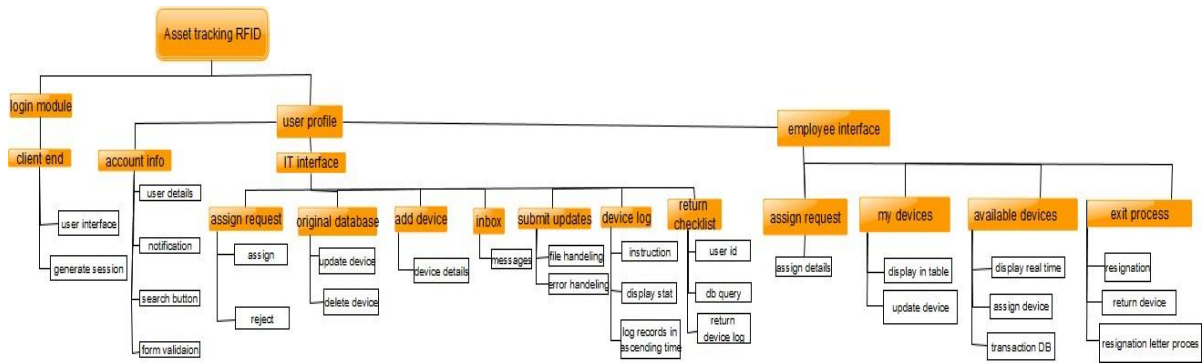 Asset tracking RFID
login module
user profile
employee interface
client end
account info
IT interface
user details
user interface
notification
generate session
search button
form validaion
assign request
assign
reject
original database
update device
delete device
add device
device details
inbox
messages
submit updates
file handeling
error handeling
device log
instruction
display stat
log records in
ascending time
return
checklist
user id
db query
return
device log
assign request
assign details
my devices
display in table
update device
available devices
display real time
assign device
transaction DB
exit process
resignation
return device
resignation letter proces